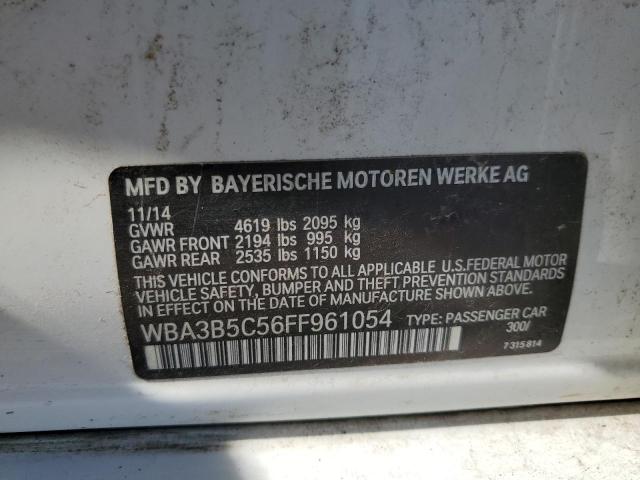 MFD BY BAYERISCHE MOTOREN WERKE AG
11/14
GVWR 4619 lbs 2095 kg
GAWR FRONT 2194 lbs 995 kg
GAWR REAR 2535 lbs 1150 kg
THIS VEHICLE CONFORMS TO ALL APPLICABLE U.S.FEDERAL MOTOR
VEHICLE SAFETY, BUMPER AND THEFT PREVENTION STANDARDS
IN EFFECT ON THE DATE OF MANUFACTURE SHOWN ABOVE.
WBA3B5C56FF961054 TYPE: PASSENGER CAR
300/
7315814